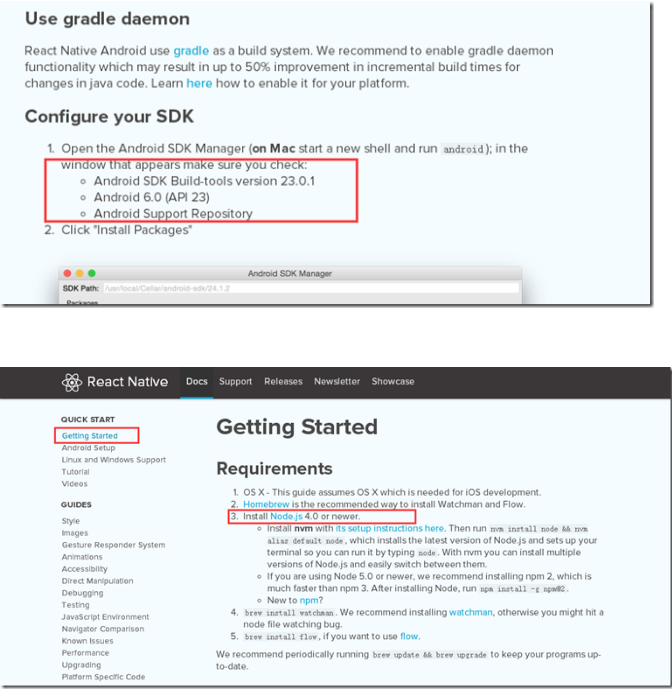 Use gradle daemon
React Native Android use gradle as a build system. We recommend to enable gradle daemon
functionality which may result in up to 50% improvement in incremental build times for
changes in java code. Learn here how to enable it for your platform.
Configure your SDK
1. Open the Android SDK Manager (on Mac start a new shell and run android); in the
window that appears make sure you check:
Android SDK Build-tools version 23.0.1
Android 6.0 (API 23)
Android Support Repository
2. Click "Install Packages"
Android SDK Manager
SDK Path: /usr/local/Cellar/android-sdk/24.1.2
Packages
React Native Docs Support Releases Newsletter Showcase
QUICK START
Getting Started
Android Setup
Linux and Windows Support
Tutorial
Videos
GUIDES
Style
Images
Gesture Responder System
Animations
Accessibility
Direct Manipulation
Debugging
Testing
JavaScript Environment
Navigator Comparison
Known Issues
Performance
Upgrading
Platform Specific Code
Getting Started
Requirements
1. OS X - This guide assumes OS X which is needed for iOS development.
2. Homebrew is the recommended way to install Watchman and Flow.
3. Install Node.js 4.0 or newer.
Install nvm with its setup instructions here. Then run nvm install node && nvm
alias default node, which installs the latest version of Node.js and sets up your
terminal so you can run it by typing node. With nvm you can install multiple
versions of Node.js and easily switch between them.
If you are using Node 5.0 or newer, we recommend installing npm 2, which is
much faster than npm 3. After installing Node, run npm install -g npm@2.
New to npm?
4. brew install watchman. We recommend installing watchman, otherwise you might hit a
node file watching bug.
5. brew install flow, if you want to use flow.
We recommend periodically running brew update && brew upgrade to keep your programs up-
to-date.